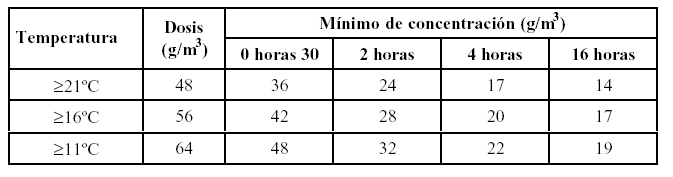 Temperatura Dosis (g/m³) Mínimo de concentración (g/m³)
0 horas 30 2 horas 4 horas 16 horas
≥21ºC 48 36 24 17 14
≥16ºC 56 42 28 20 17
≥11ºC 64 48 32 22 19